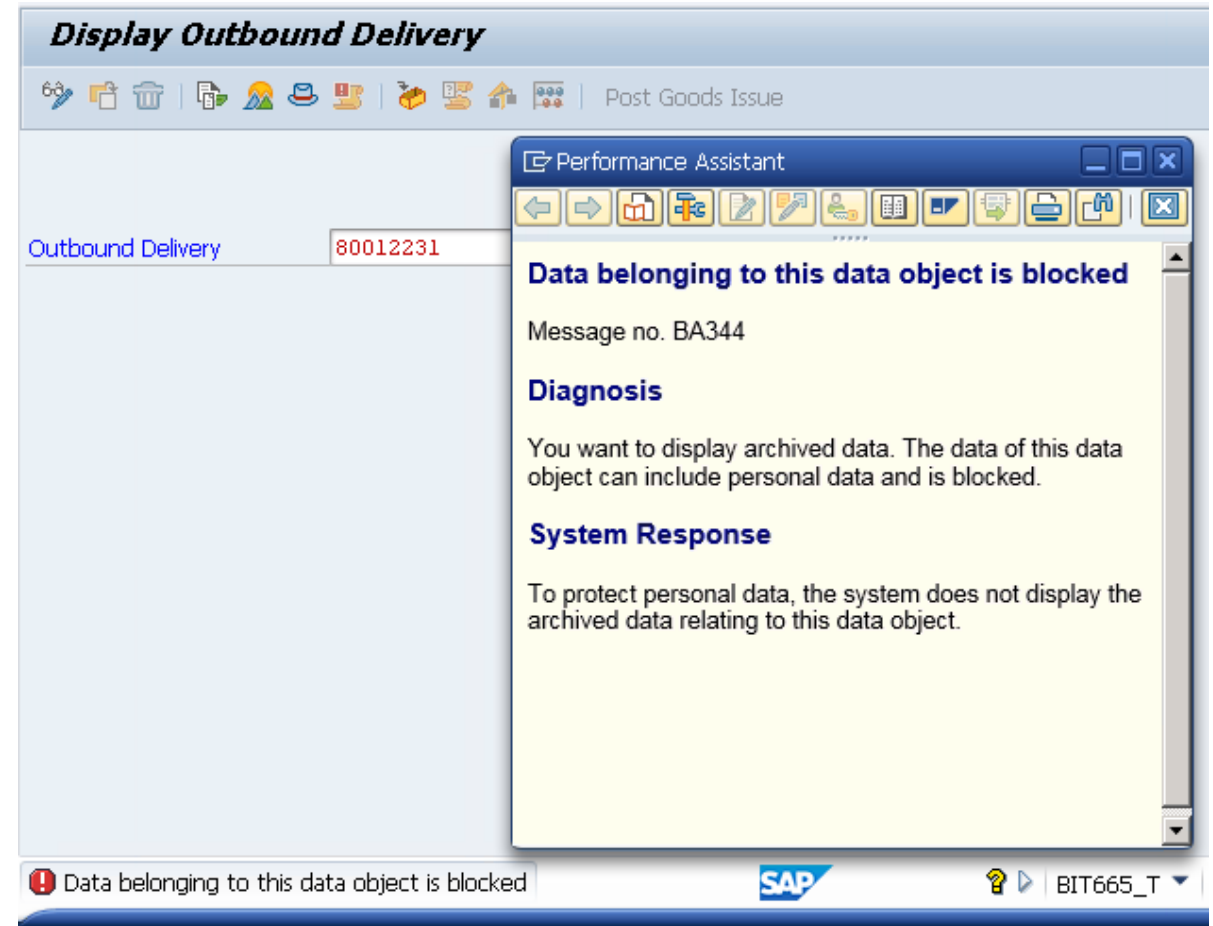 Display Outbound Delivery
Post Goods Issue
Performance Assistant
Outbound Delivery 80012231
Data belonging to this data object is blocked
Message no. BA344
Diagnosis
You want to display archived data. The data of this data
object can include personal data and is blocked.
System Response
To protect personal data, the system does not display the
archived data relating to this data object.
Data belonging to this data object is blocked
SAP
BIT665_T